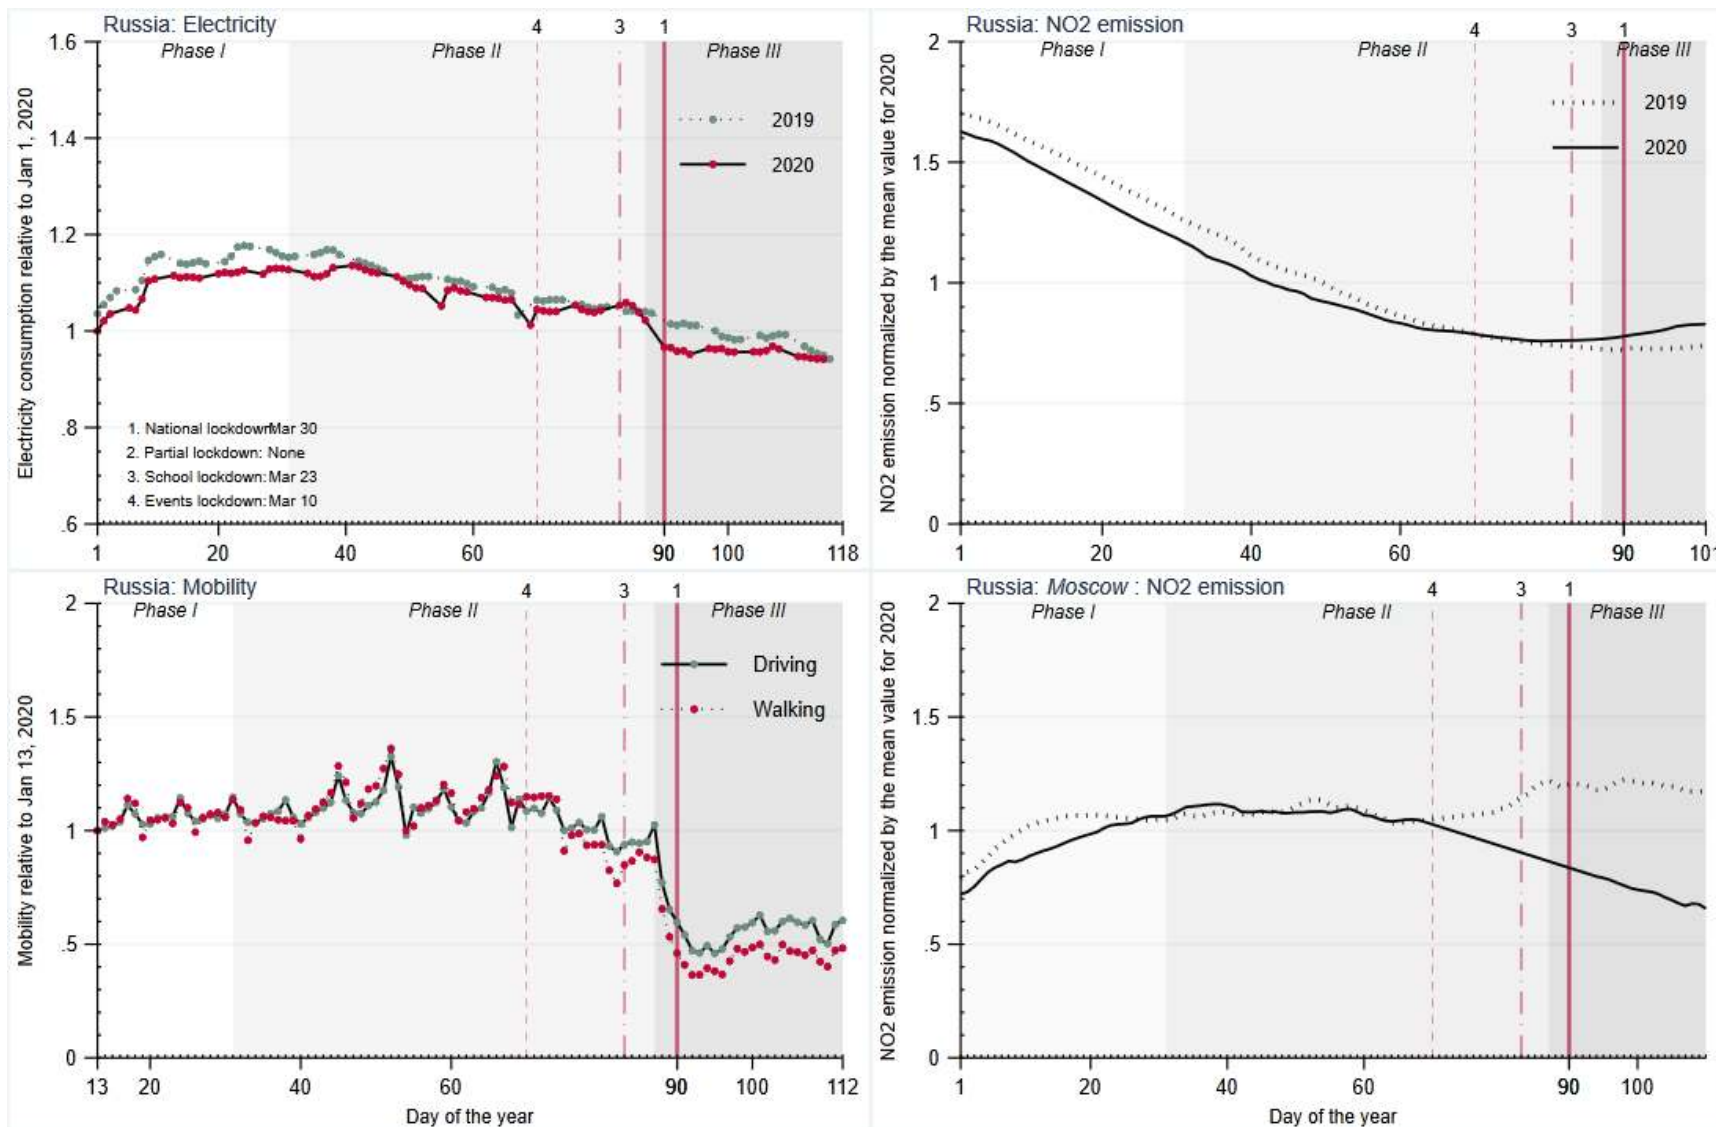 Russia: Electricity
4 3 1
Phase I Phase II Phase III
Electricity consumption relative to Jan 1, 2020
1.6
1.4
1.2
1
.8
.6
2019
2020
1. National lockdown Mar 30
2. Partial lockdown: None
3. School lockdown: Mar 23
4. Events lockdown: Mar 10
1 20 40 60 90 100 118
Russia: NO2 emission
4 3 1
Phase I Phase II Phase III
NO2 emission normalized by the mean value for 2020
2
1.5
1
.5
0
2019
2020
1 20 40 60 90 101
Russia: Mobility
4 3 1
Phase I Phase II Phase III
Mobility relative to Jan 13, 2020
2
1.5
1
.5
0
Driving
Walking
13 20 40 60 90 100 112
Day of the year
Russia: Moscow : NO2 emission
4 3 1
Phase I Phase II Phase III
NO2 emission normalized by the mean value for 2020
2
1.5
1
.5
0
1 20 40 60 90 100
Day of the year